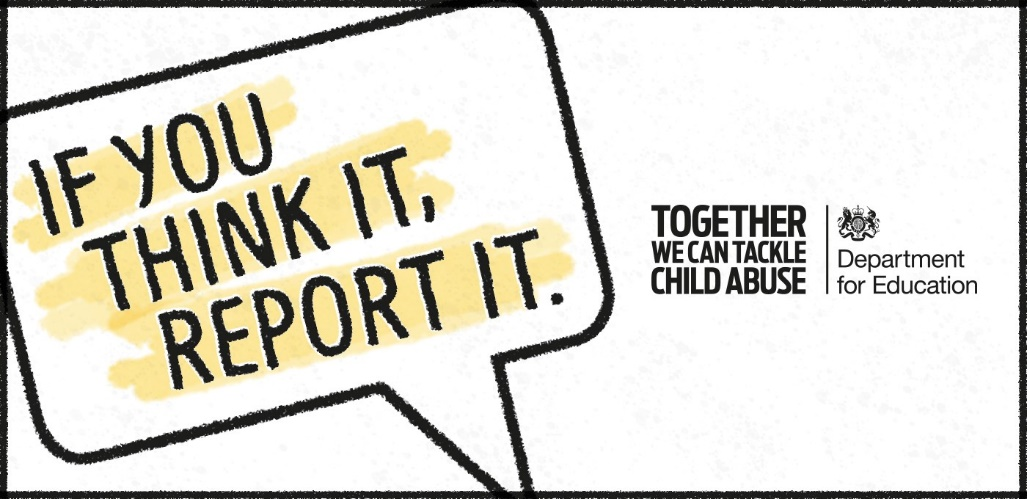 IF YOU
THINK IT,
REPORT IT.
TOGETHER
WE CAN TACKLE
CHILD ABUSE
Department
for Education